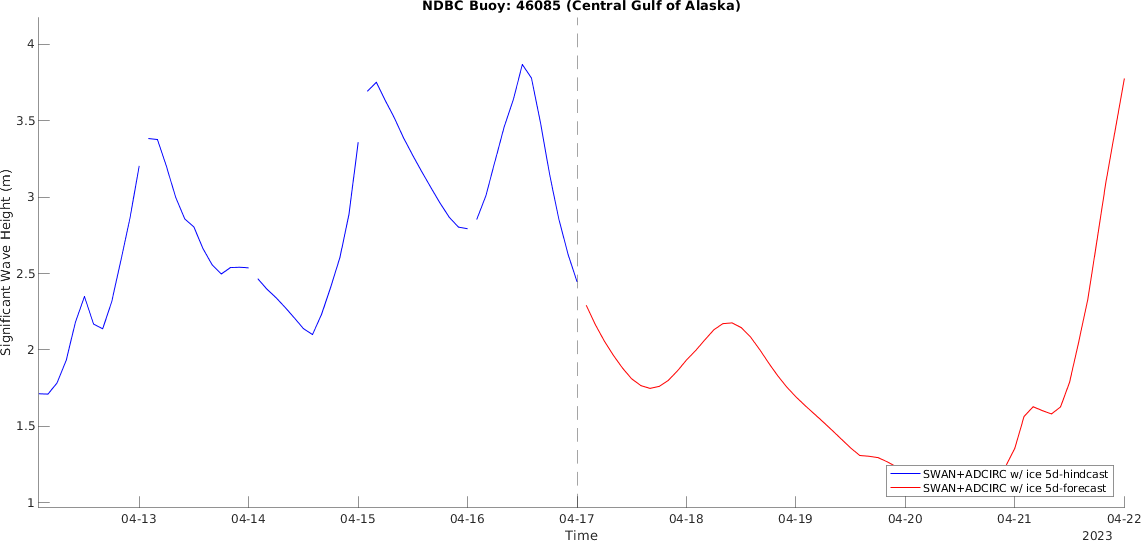 NDBC Buoy: 46085 (Central Gulf of Alaska)
4
3.5
3
2.5
2
1.5
1
Significant Wave Height (m)
SWAN+ADCIRC w/ ice 5d-hindcast
SWAN+ADCIRC w/ ice 5d-forecast
04-13 04-14 04-15 04-16 04-17 04-18 04-19 04-20 04-21 04-22
Time
2023